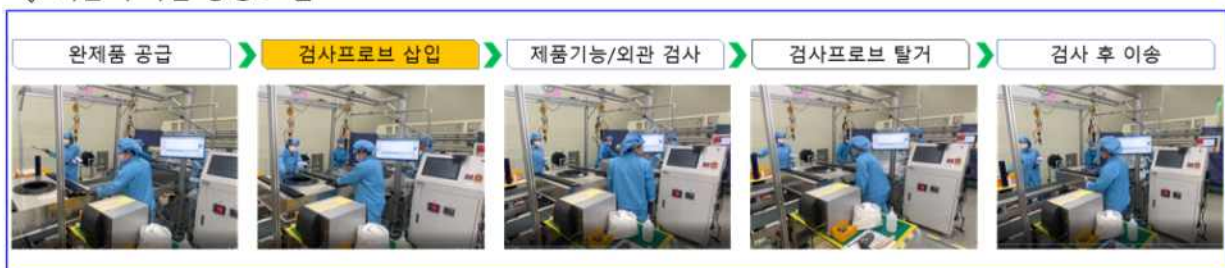 완제품 공급
검사프로브 삽입
제품기능/외관 검사
검사프로브 탈거
검사 후 이송